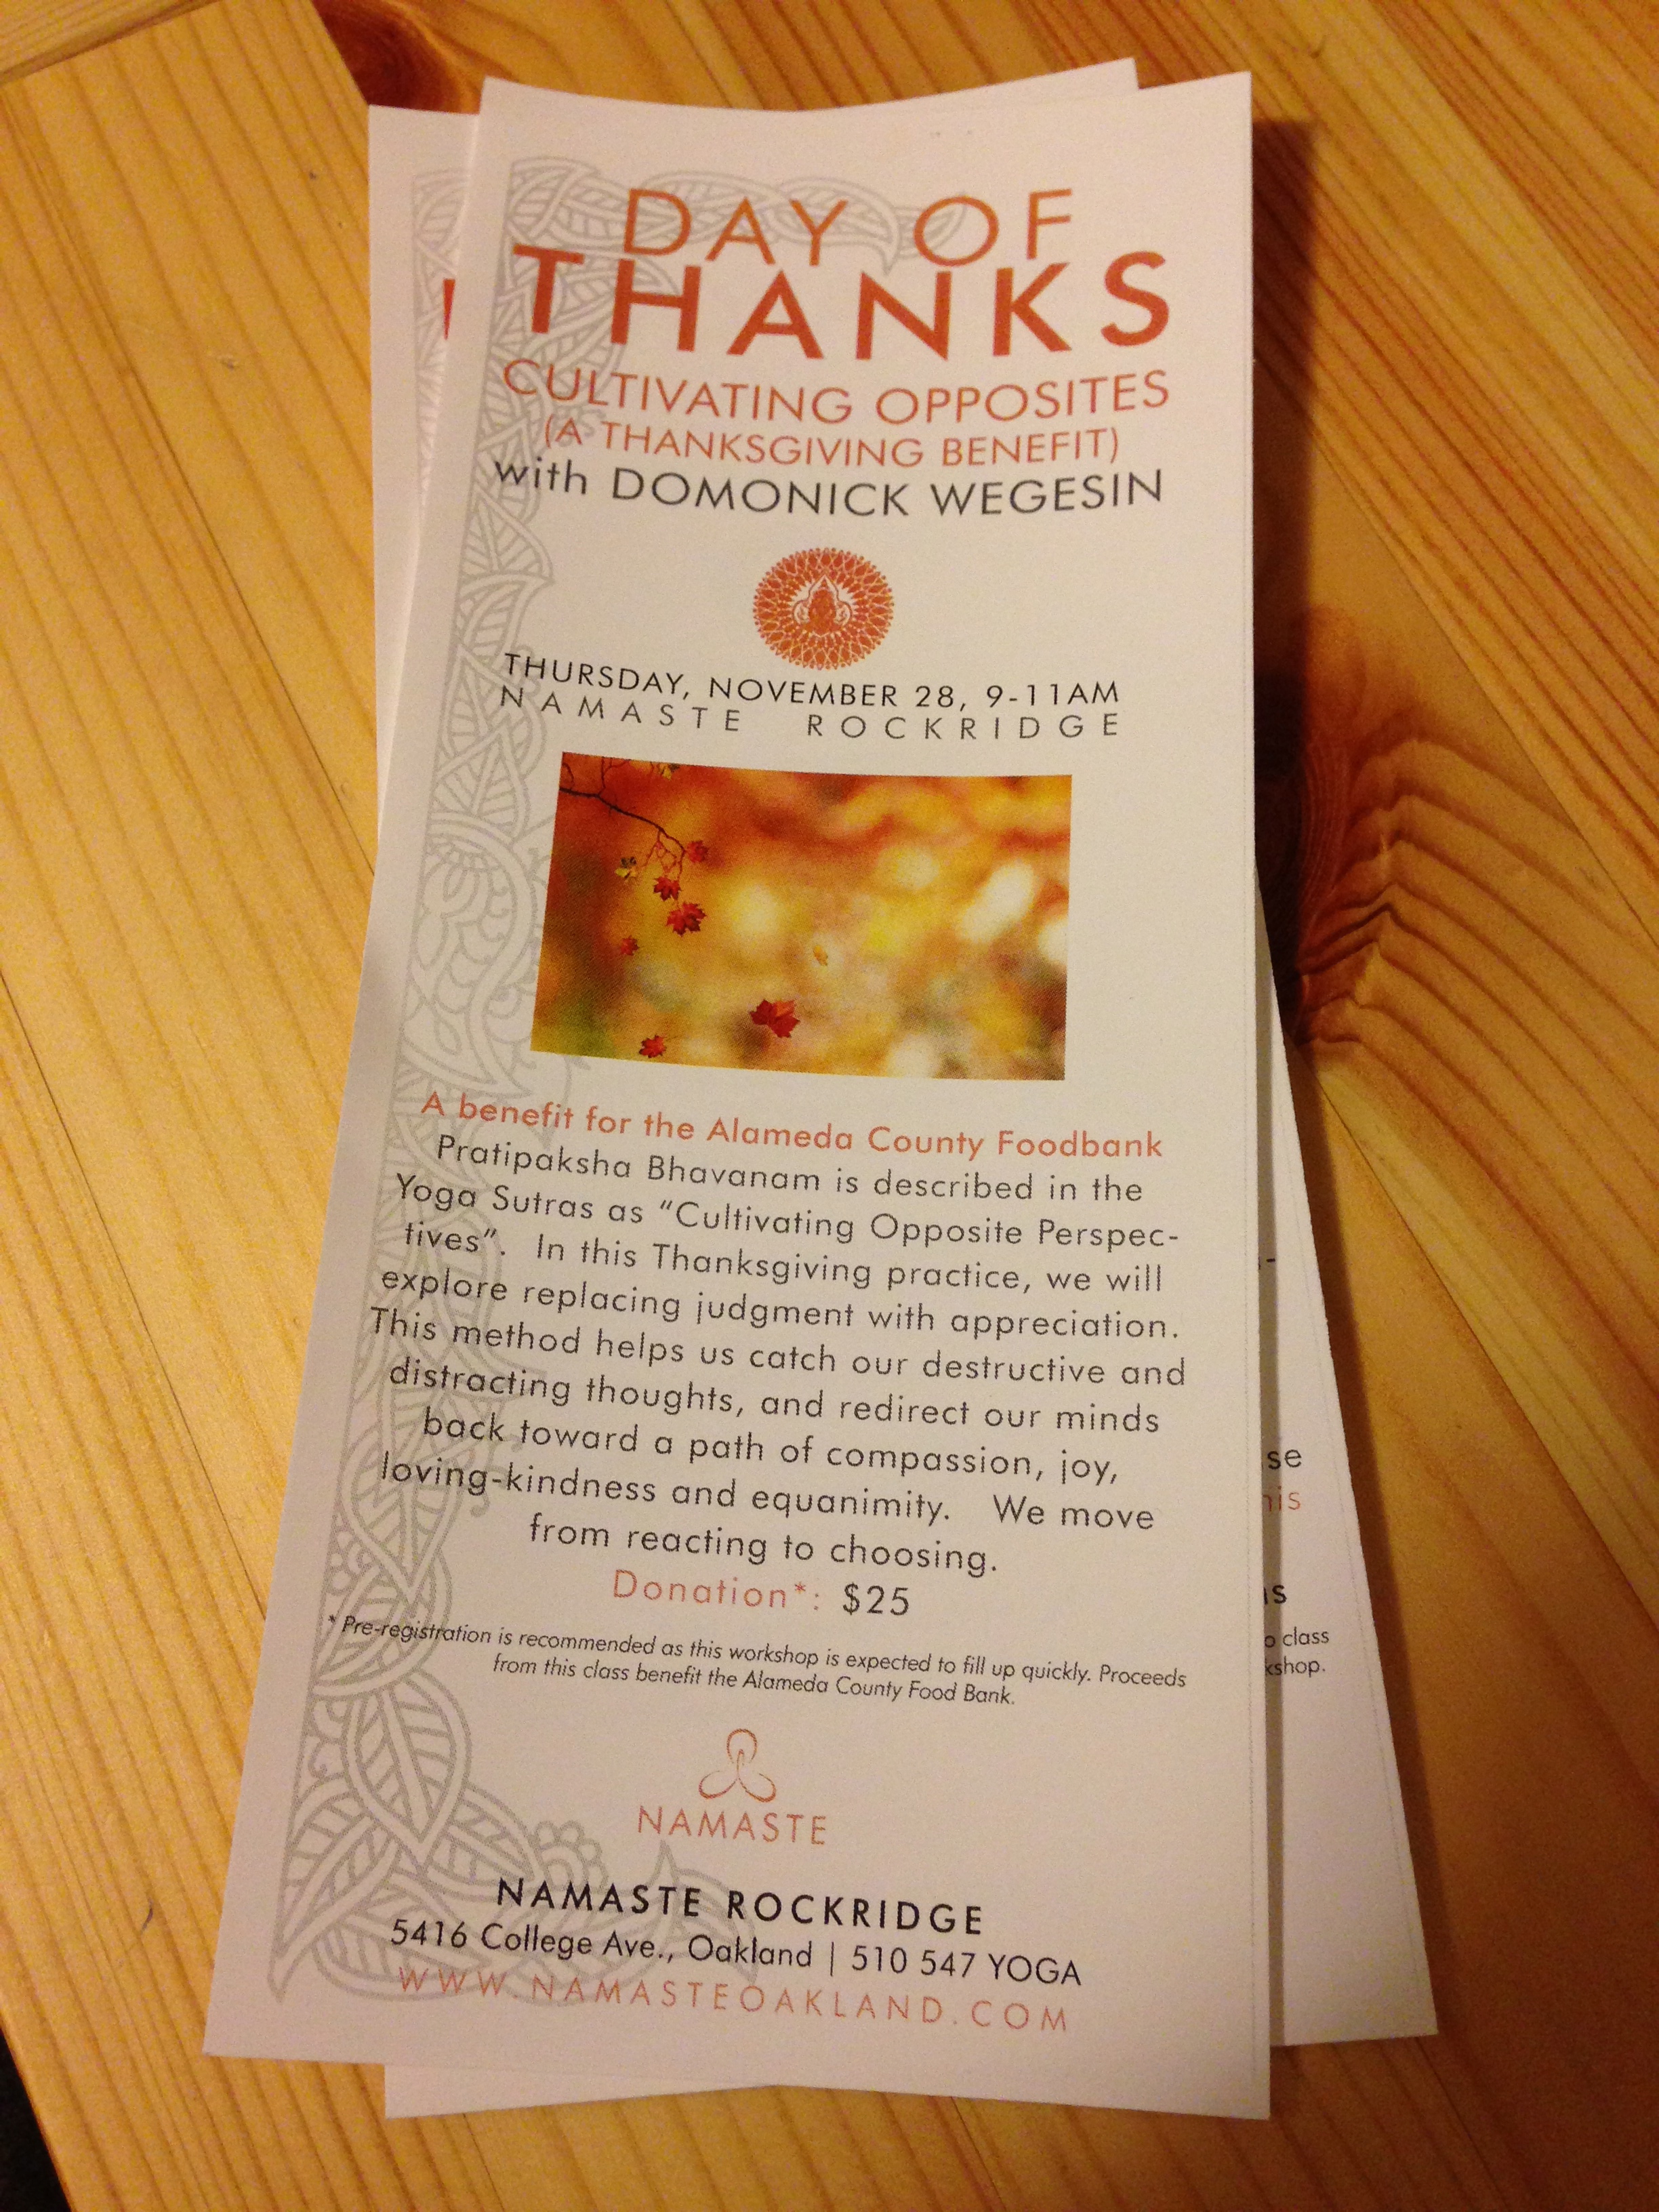 DAY OF
THANKS
CULTIVATING OPPOSITES
(A THANKSGIVING BENEFIT)
with DOMONICK WEGESIN
THURSDAY, NOVEMBER 28, 9-11AM
NAMASTE ROCKRIDGE
A benefit for the Alameda County Foodbank
Pratipaksha Bhavanam is described in the
Yoga Sutras as “Cultivating Opposite Perspec-
tives”. In this Thanksgiving practice, we will
explore replacing judgment with appreciation.
This method helps us catch our destructive and
distracting thoughts, and redirect our minds
back toward a path of compassion, joy,
loving-kindness and equanimity. We move
from reacting to choosing.
Donation*: $25
* Pre-registration is recommended as this workshop is expected to fill up quickly. Proceeds
from this class benefit the Alameda County Food Bank.
NAMASTE
NAMASTE ROCKRIDGE
5416 College Ave., Oakland | 510 547 YOGA
WWW.NAMASTEOAKLAND.COM
se
class